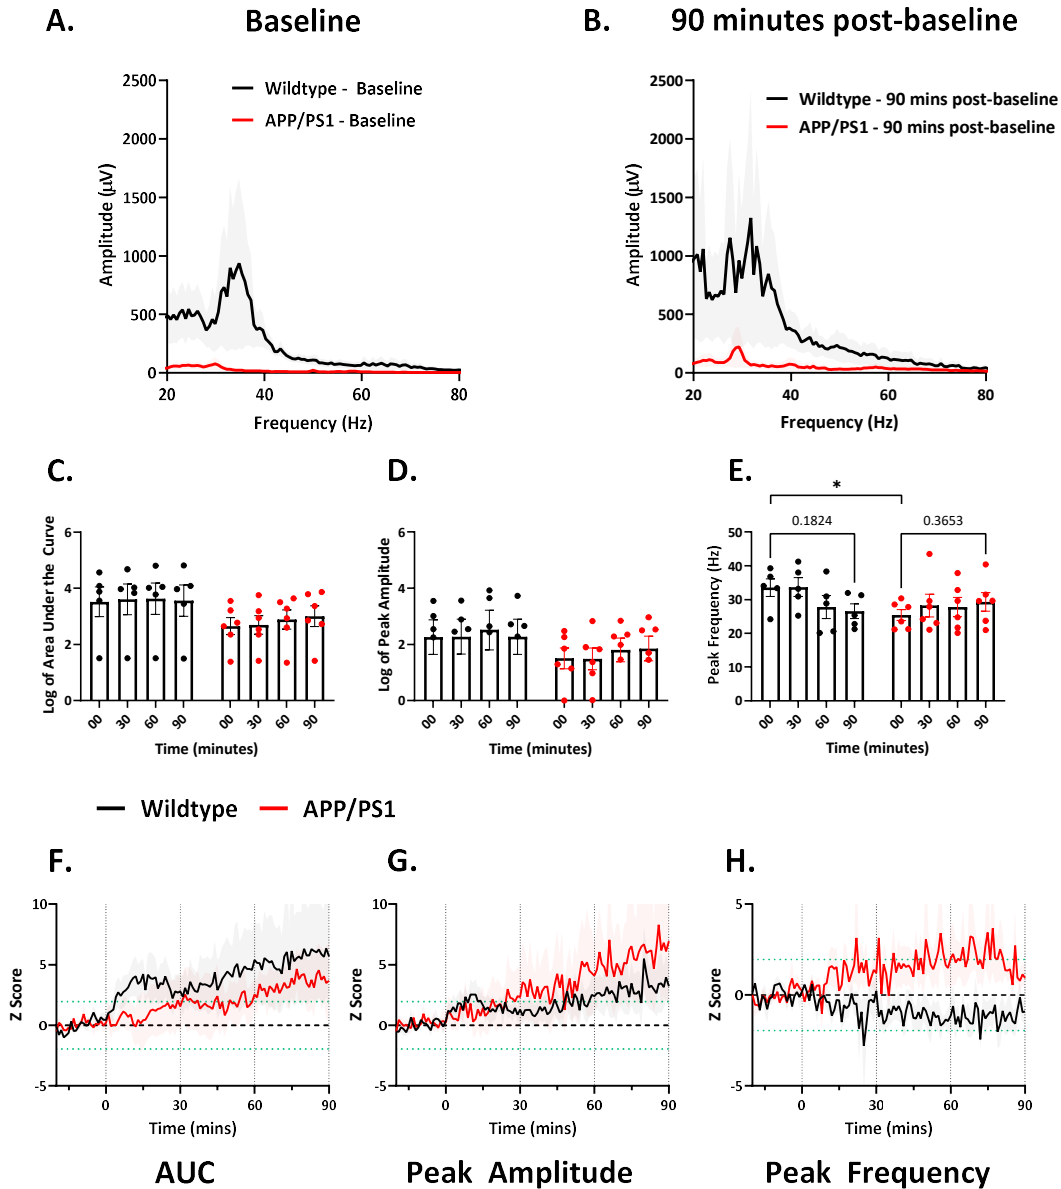 A. Baseline
B. 90 minutes post-baseline
Wildtype - Baseline
APP/PS1 - Baseline
Amplitude (µV)
2500
2000
1500
1000
500
0
20 40 60 80
Frequency (Hz)
Wildtype - 90 mins post-baseline
APP/PS1 - 90 mins post-baseline
Amplitude (µV)
2500
2000
1500
1000
500
0
20 40 60 80
Frequency (Hz)
C.
Log of Area Under the Curve
6
4
2
0
00 30 60 90 00 30 60 90
Time (minutes)
D.
Log of Peak Amplitude
6
4
2
0
00 30 60 90 00 30 60 90
Time (minutes)
E.
*
0.1824 0.3653
Peak Frequency (Hz)
50
40
30
20
10
0
00 30 60 90 00 30 60 90
Time (minutes)
Wildtype APP/PS1
F.
Z Score
10
5
0
-5
0 30 60 90
Time (mins)
AUC
G.
Z Score
10
5
0
-5
0 30 60 90
Time (mins)
Peak Amplitude
H.
Z Score
5
0
-5
0 30 60 90
Time (mins)
Peak Frequency